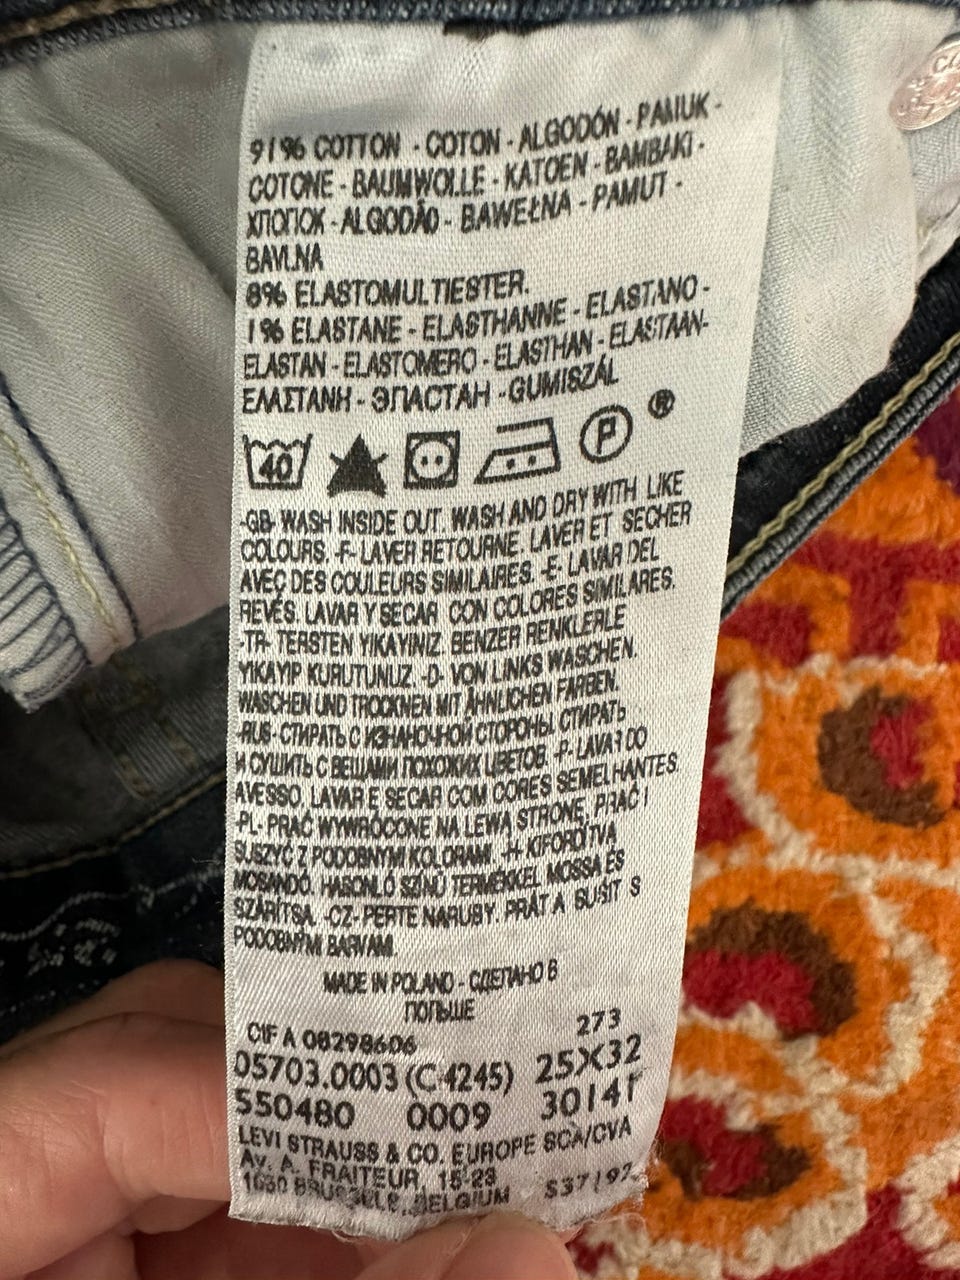 91% COTTON - COTON - ALGODÓN - PAMUK -
COTONE - BAUMWOLLE - KATOEN - BAMBAKI -
ХЛОПОК - ALGODÃO - BAWEŁNA - PAMUT -
BAVLNA
8% ELASTOMULTIESTER.
1% ELASTANE - ELASTHANNE - ELASTANO -
ELASTAN - ELASTOMERO - ELASTHAN - ELASTAAN-
ΕΛΑΣΤΑΝΗ - ЭПАСТАН - GUMISZÁL
40 P ®
-GB- WASH INSIDE OUT. WASH AND DRY WITH LIKE
COLOURS. -F- LAVER RETOURNE. LAVER ET SECHER
AVEC DES COULEURS SIMILAIRES. -E- LAVAR DEL
REVÉS. LAVAR Y SECAR CON COLORES SIMILARES.
-TR- TERSTEN YIKAYINIZ. BENZER RENKLERLE
YIKAYIP KURUTUNUZ. -D- VON LINKS WASCHEN.
WASCHEN UND TROCKNEN MIT ÄHNLICHEN FARBEN.
-RUS- СТИРАТЬ С ИЗНАНОЧНОЙ СТОРОНЫ. СТИРАТЬ
И СУШИТЬ С ВЕЩАМИ ПОХОЖИХ ЦВЕТОВ. -P- LAVAR DO
AVESSO, LAVAR E SECAR COM CORES SEMELHANTES.
-PL- PRAĆ WYWRÓCONE NA LEWĄ STRONĘ, PRAĆ I
SUSZYĆ Z PODOBNYMI KOLORAMI. -H- KIFORDÍTVA
MOSANDÓ. HASONLÓ SZÍNŰ TERMÉKKEL MOSSA ÉS
SZÁRÍTSA. -CZ- PERTE NARUBY. PRÁT A SUŠIT S
PODOBNÝM BARVAM.
MADE IN POLAND - СДЕЛАНО В
ПОЛЬШЕ
CIF A 08298606 273
05703.0003 (C4245) 25X32
550480 0009 30141
LEVI STRAUSS & CO. EUROPE SCA/CVA
AV. A. FRAITEUR, 15-23
1050 BRUSSELS, BELGIUM S37192